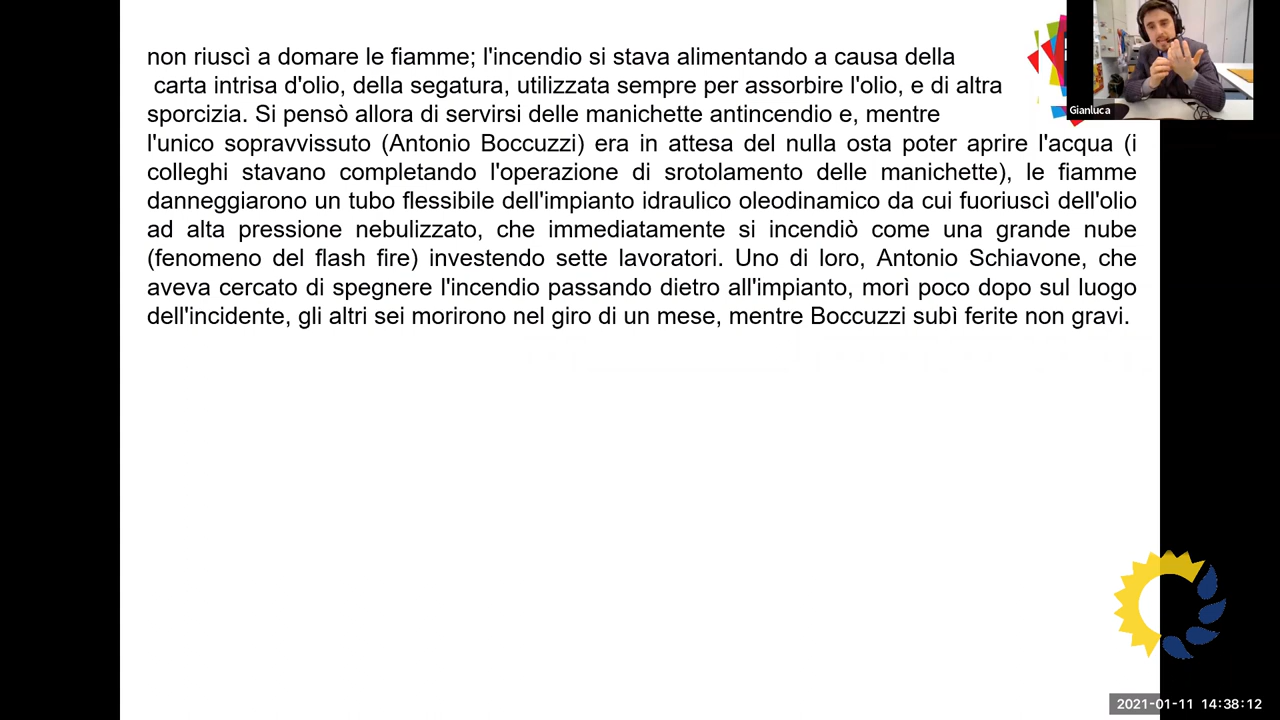 non riuscì a domare le fiamme; l'incendio si stava alimentando a causa della
carta intrisa d'olio, della segatura, utilizzata sempre per assorbire l'olio, e di altra
sporcizia. Si pensò allora di servirsi delle manichette antincendio e, mentre
l'unico sopravvissuto (Antonio Boccuzzi) era in attesa del nulla osta poter aprire l'acqua (i
colleghi stavano completando l'operazione di srotolamento delle manichette), le fiamme
danneggiarono un tubo flessibile dell'impianto idraulico oleodinamico da cui fuoriuscì dell'olio
ad alta pressione nebulizzato, che immediatamente si incendiò come una grande nube
(fenomeno del flash fire) investendo sette lavoratori. Uno di loro, Antonio Schiavone, che
aveva cercato di spegnere l'incendio passando dietro all'impianto, morì poco dopo sul luogo
dell'incidente, gli altri sei morirono nel giro di un mese, mentre Boccuzzi subì ferite non gravi.
Gianluca
2021-01-11 14:38:12